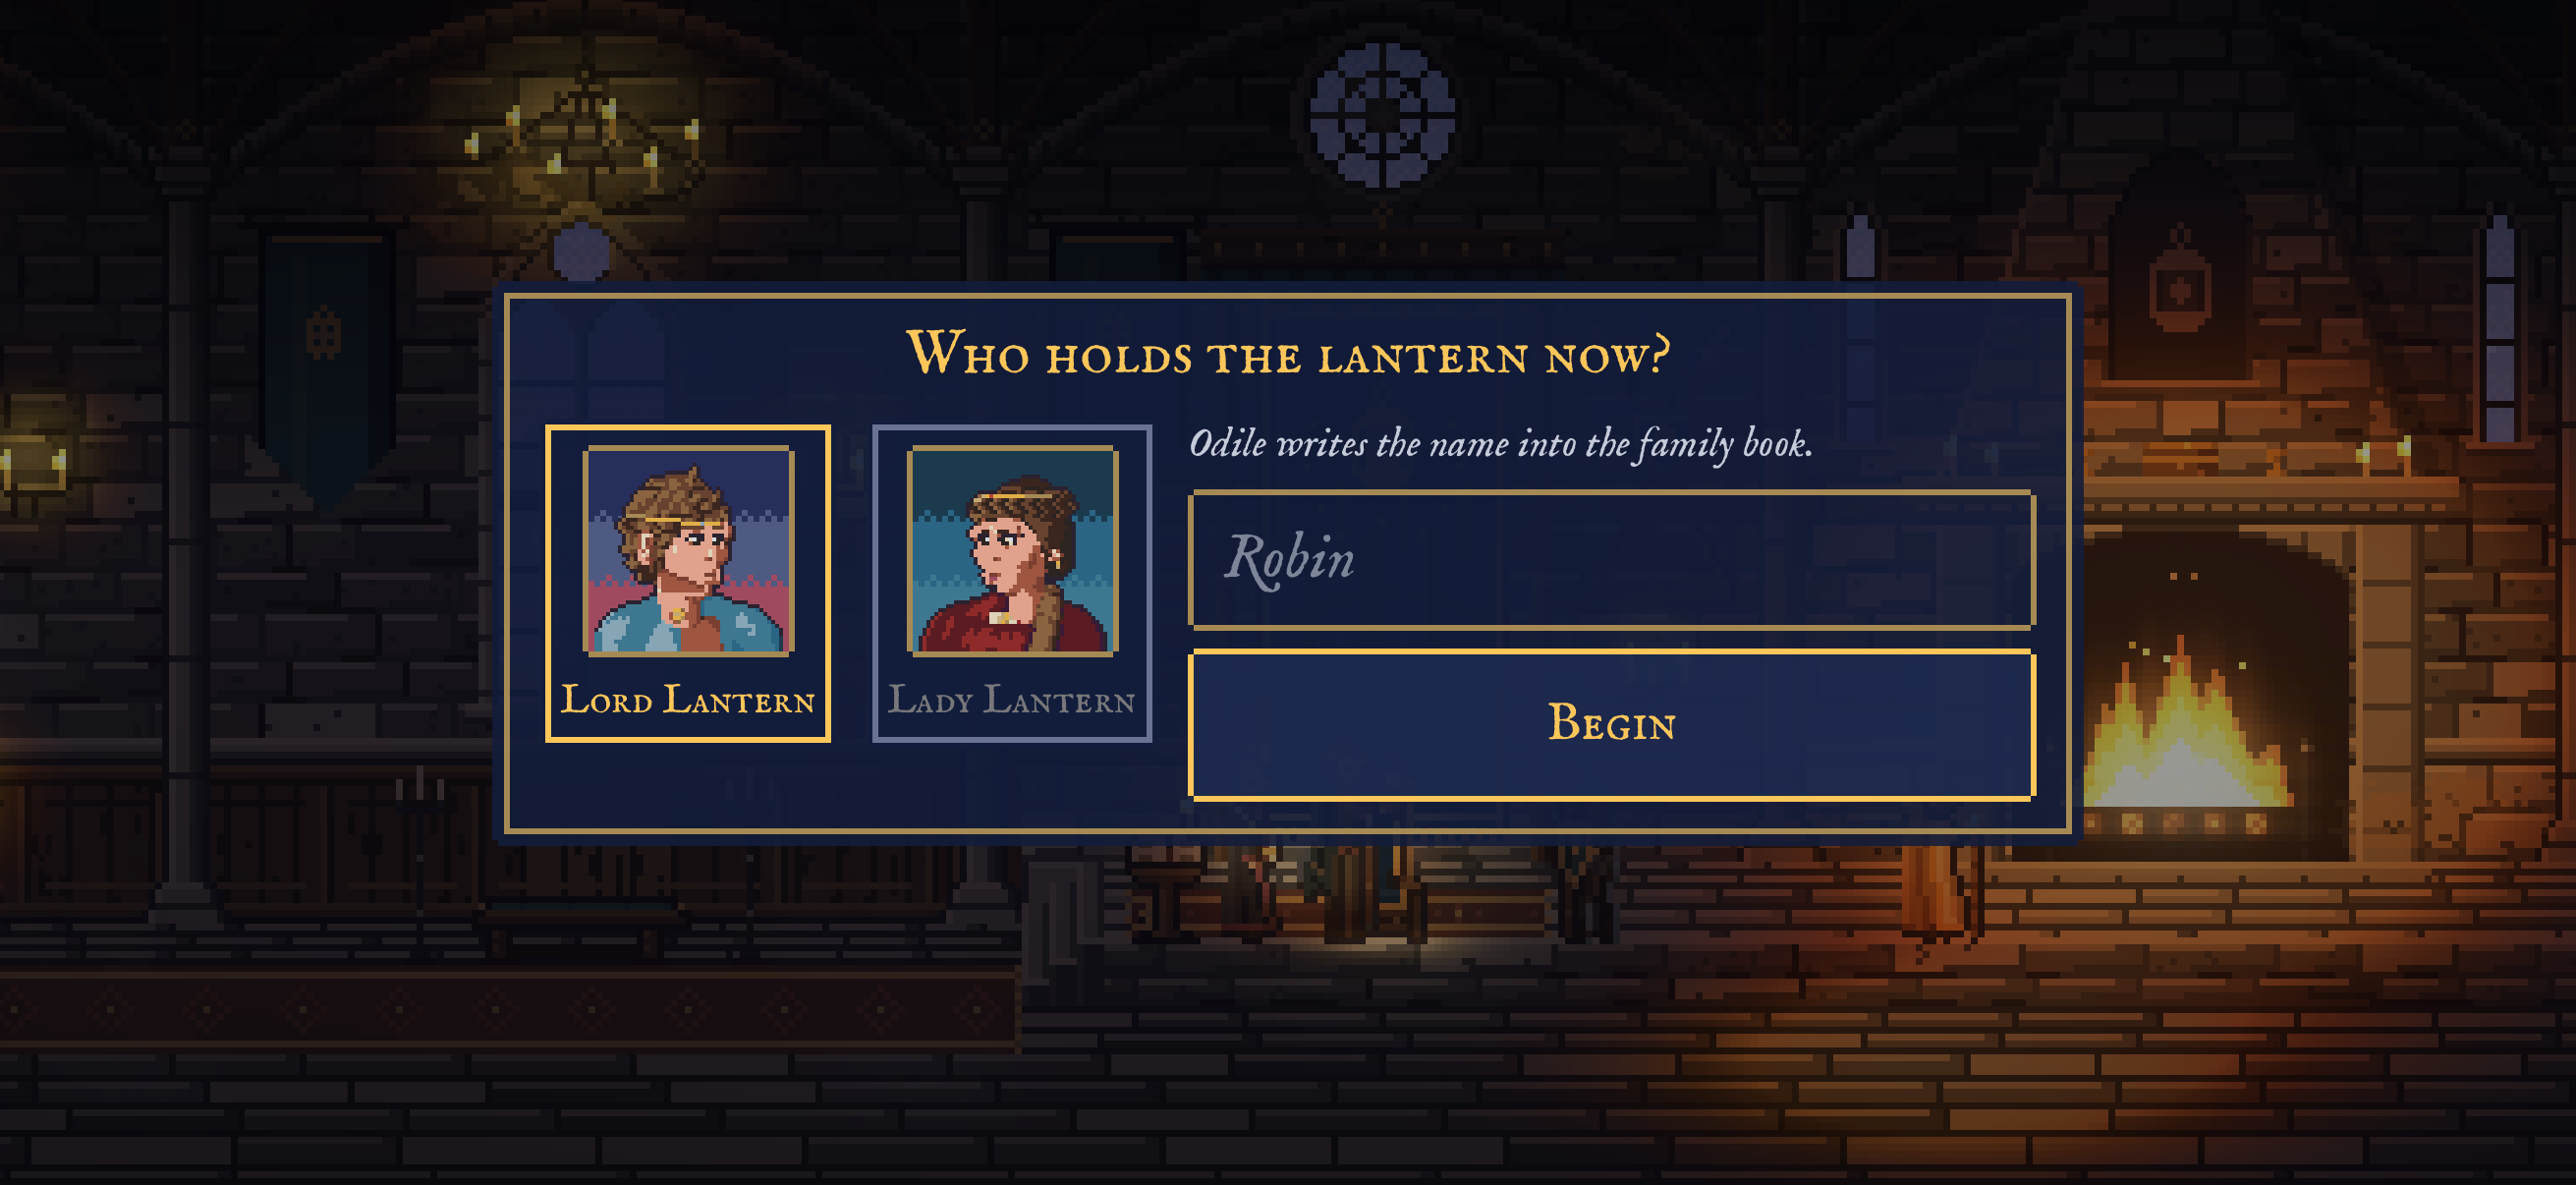 Who holds the lantern now?
Odile writes the name into the family book.
Robin
Lord Lantern
Lady Lantern
Begin